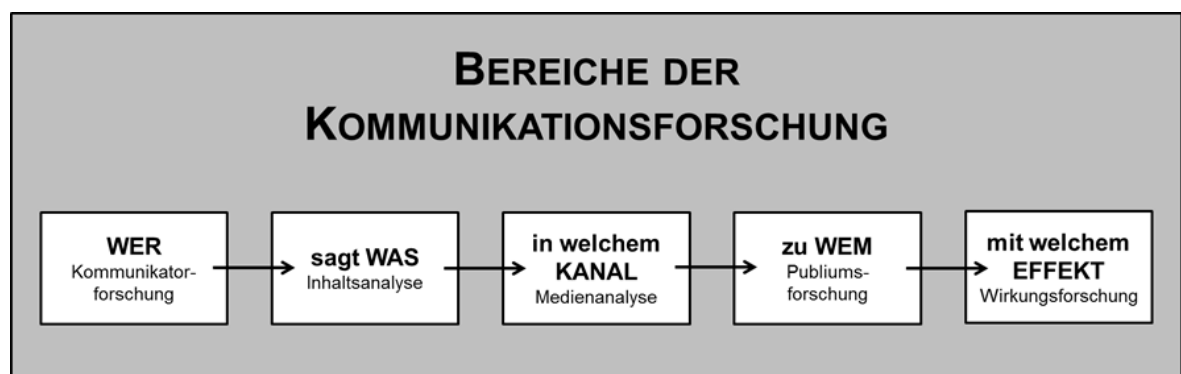 BEREICHE DER
KOMMUNIKATIONSFORSCHUNG
WER
Kommunikator-
forschung
sagt WAS
Inhaltsanalyse
in welchem
KANAL
Medienanalyse
zu WEM
Publiums-
forschung
mit welchem
EFFEKT
Wirkungsforschung